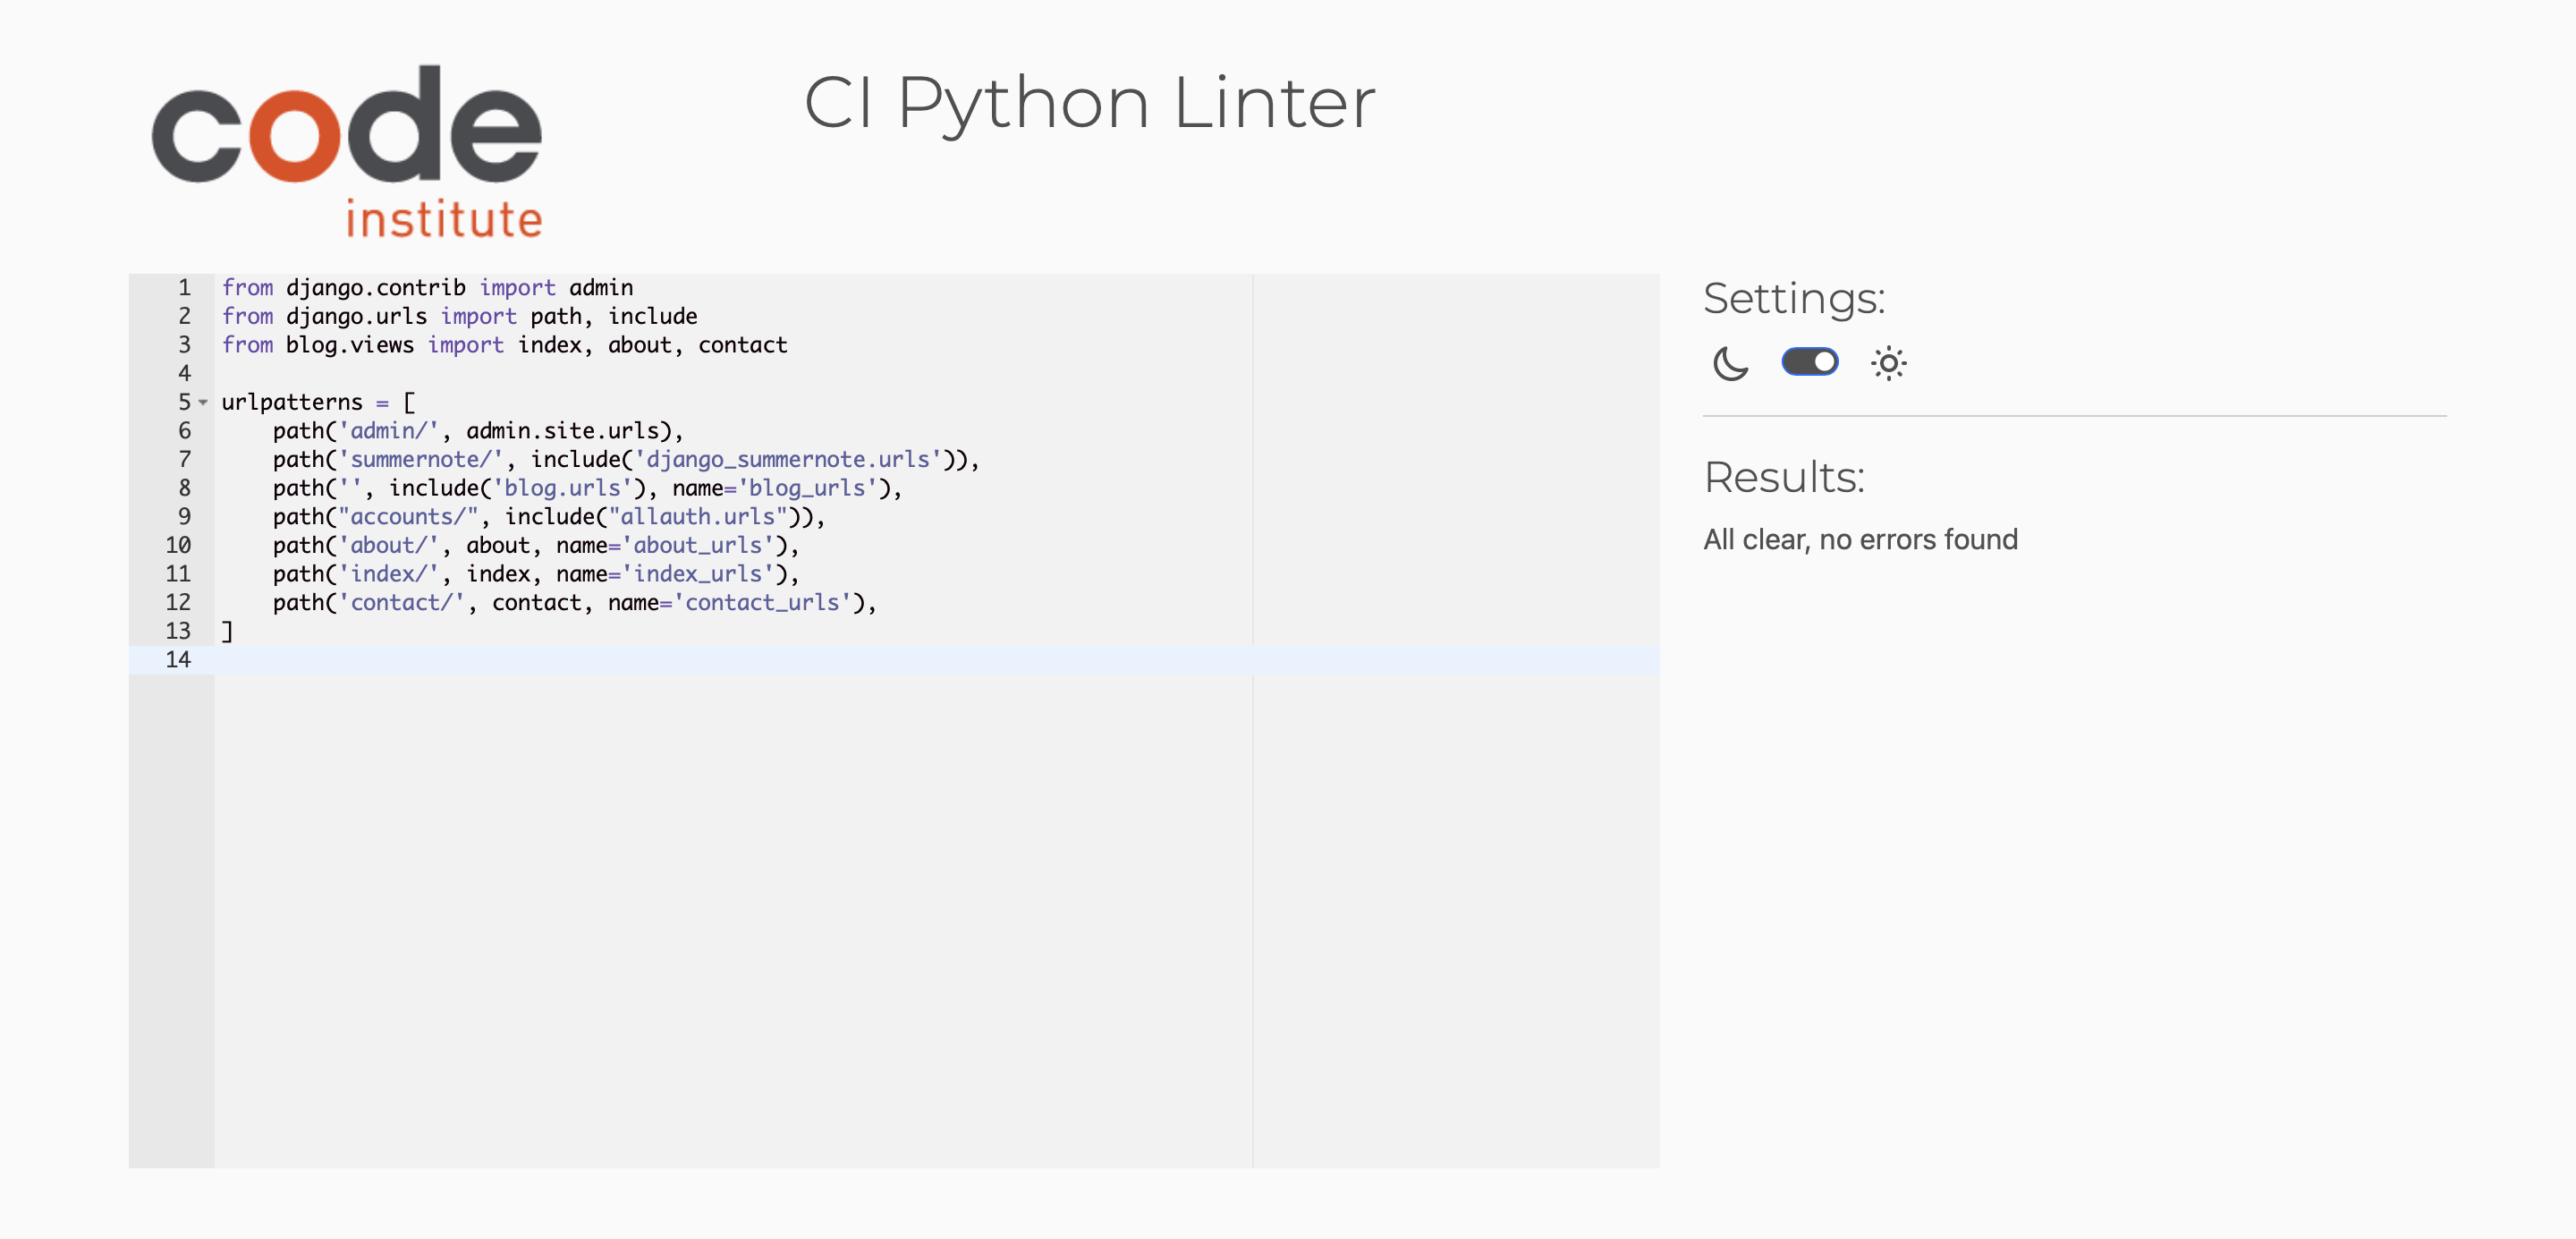 code
institute
CI Python Linter
1 from django.contrib import admin
2 from django.urls import path, include
3 from blog.views import index, about, contact
4
5 urlpatterns = [
6     path('admin/', admin.site.urls),
7     path('summernote/', include('django_summernote.urls')),
8     path('', include('blog.urls'), name='blog_urls'),
9     path("accounts/", include("allauth.urls")),
10     path('about/', about, name='about_urls'),
11     path('index/', index, name='index_urls'),
12     path('contact/', contact, name='contact_urls'),
13 ]
14
Settings:
Results:
All clear, no errors found